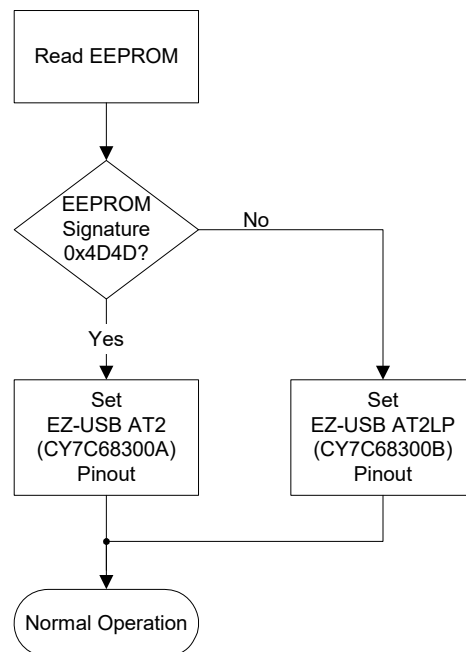 Read EEPROM
EEPROM
Signature
0x4D4D?
No
Yes
Set
EZ-USB AT2
(CY7C68300A)
Pinout
Set
EZ-USB AT2LP
(CY7C68300B)
Pinout
Normal Operation